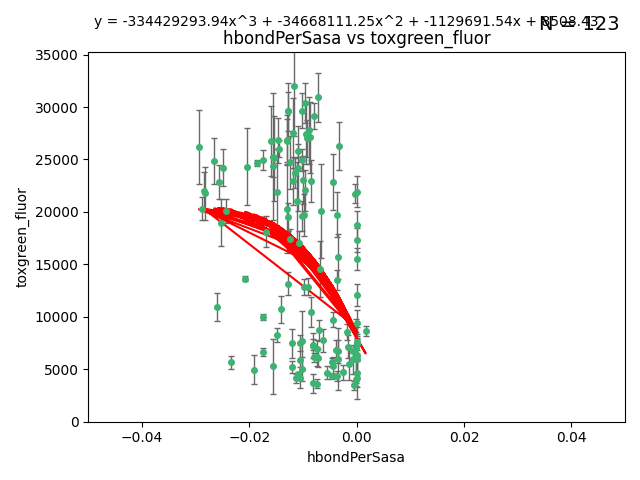 y = -334429293.94x^3 + -34668111.25x^2 + -1129691.54x + 8508.43
N = 123
hbondPerSasa vs toxgreen_fluor
35000
30000
25000
20000
15000
10000
5000
0
toxgreen_fluor
−0.04 −0.02 0.00 0.02 0.04
hbondPerSasa